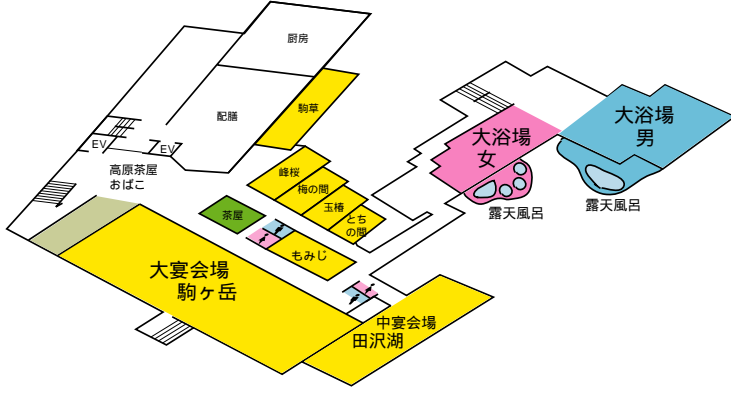 厨房
駒草
配膳
EV
EV
高原茶屋
おばこ
峰桜
梅の間
玉椿
とち
の間
茶屋
もみじ
大宴会場
駒ヶ岳
中宴会場
田沢湖
大浴場
女
露天風呂
大浴場
男
露天風呂